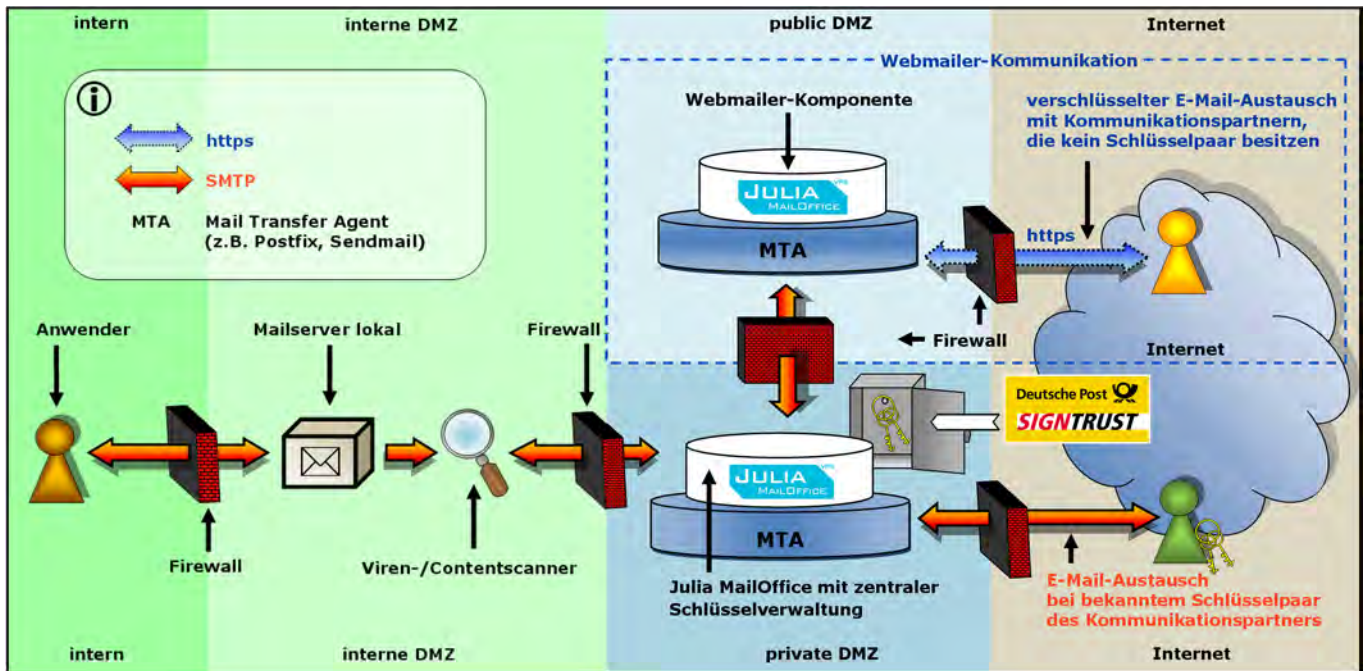 intern
interne DMZ
public DMZ
Internet
Webmailer-Kommunikation
https
SMTP
MTA
Mail Transfer Agent
(z.B. Postfix, Sendmail)
Webmailer-Komponente
verschlüsselter E-Mail-Austausch
mit Kommunikationspartnern,
die kein Schlüsselpaar besitzen
JULIA VPS
MAILOFFICE
MTA
https
Firewall
Internet
Anwender
Mailserver lokal
Firewall
Deutsche Post
SIGNTRUST
JULIA VPS
MAILOFFICE
MTA
Firewall
Viren-/Contentscanner
Julia MailOffice mit zentraler
Schlüsselverwaltung
E-Mail-Austausch
bei bekanntem Schlüsselpaar
des Kommunikationspartners
intern
interne DMZ
private DMZ
Internet